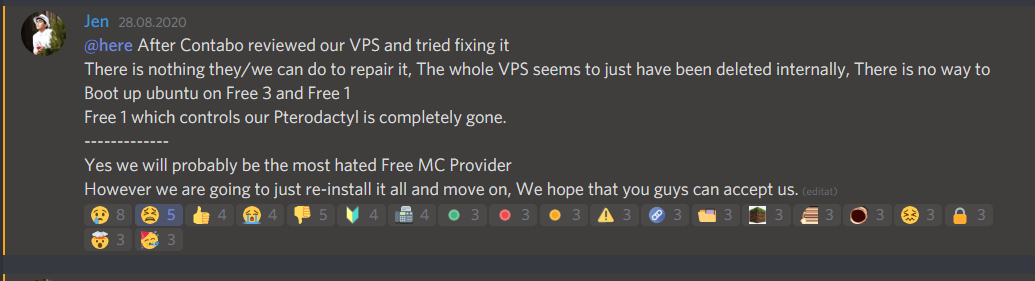 Jen 28.08.2020
@here After Contabo reviewed our VPS and tried fixing it
There is nothing they/we can do to repair it, The whole VPS seems to just have been deleted internally, There is no way to
Boot up ubuntu on Free 3 and Free 1
Free 1 which controls our Pterodactyl is completely gone.
-------------
Yes we will probably be the most hated Free MC Provider
However we are going to just re-install it all and move on, We hope that you guys can accept us. (editat)
8 5 4 4 5 4 4 3 3 3 3 3 3 3 3 3 3 3
3 3